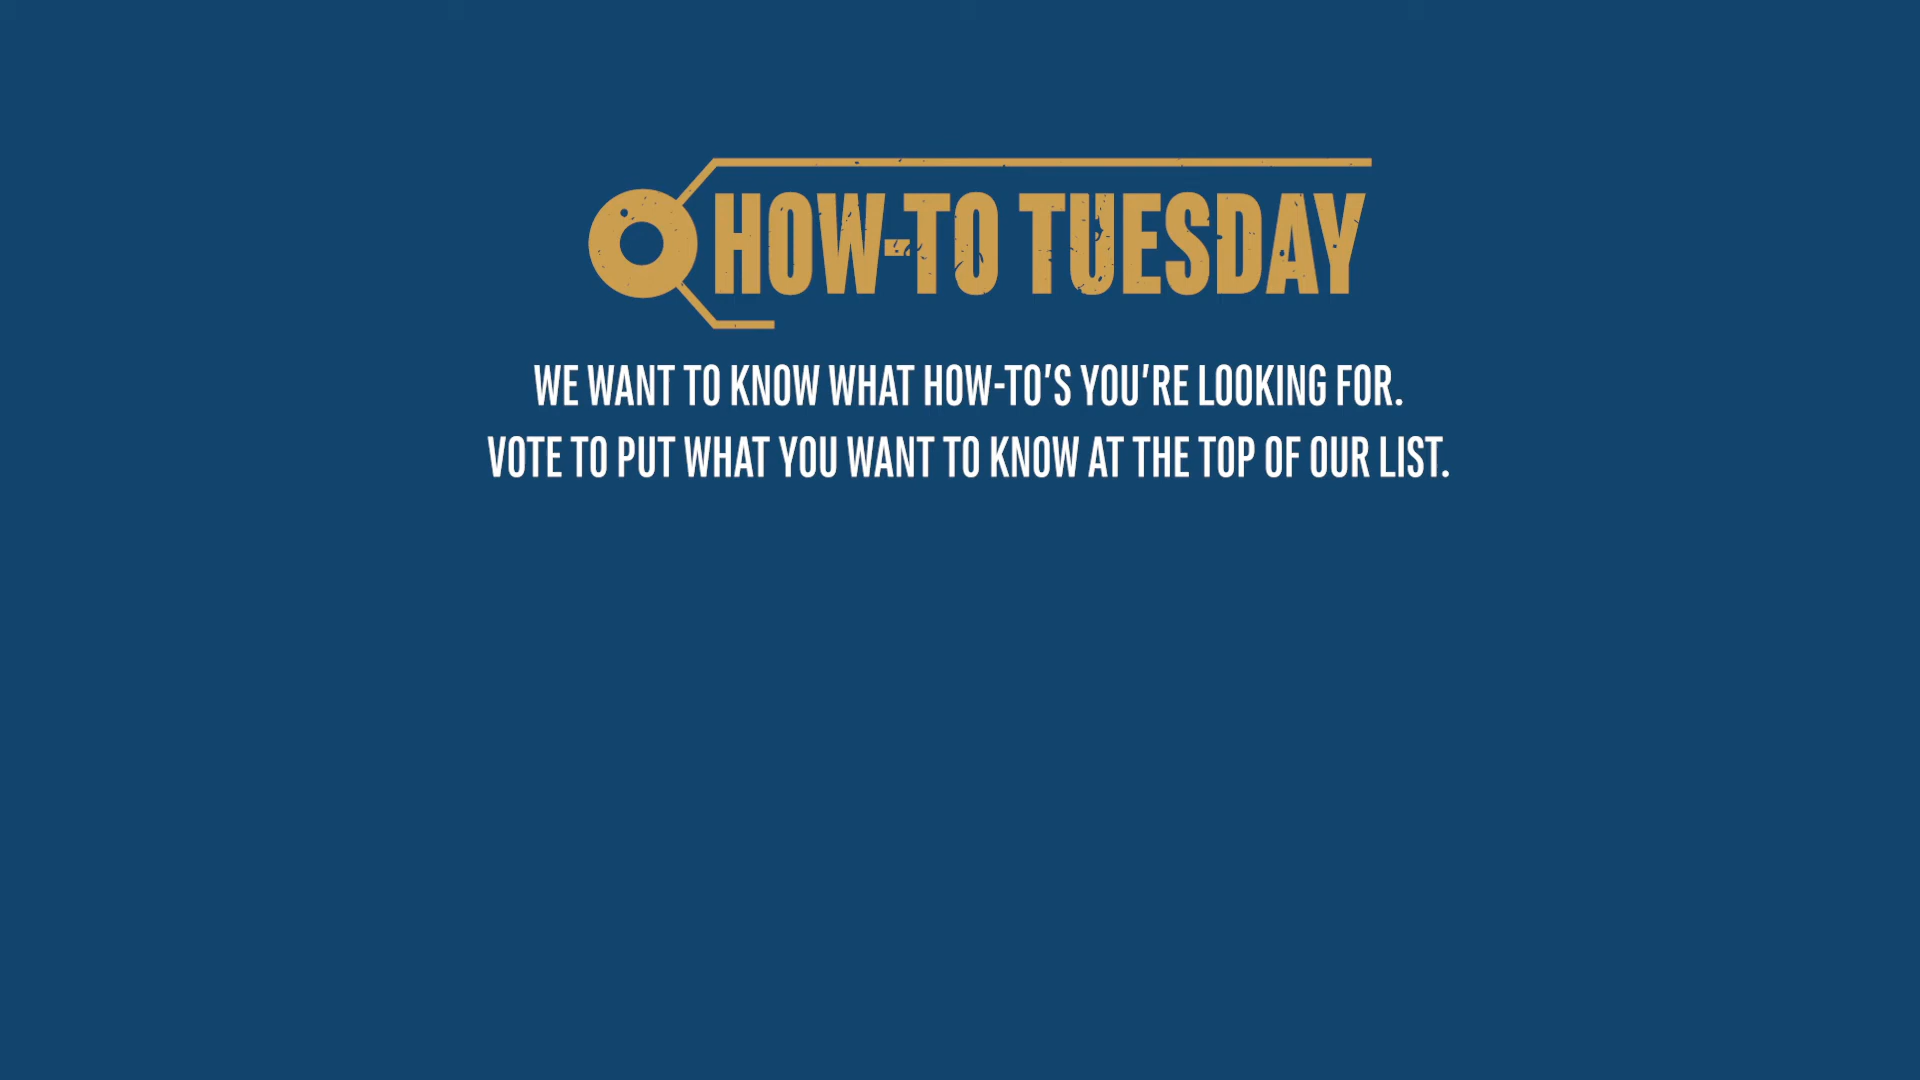 HOW-TO TUESDAY
WE WANT TO KNOW WHAT HOW-TO'S YOU'RE LOOKING FOR.
VOTE TO PUT WHAT YOU WANT TO KNOW AT THE TOP OF OUR LIST.